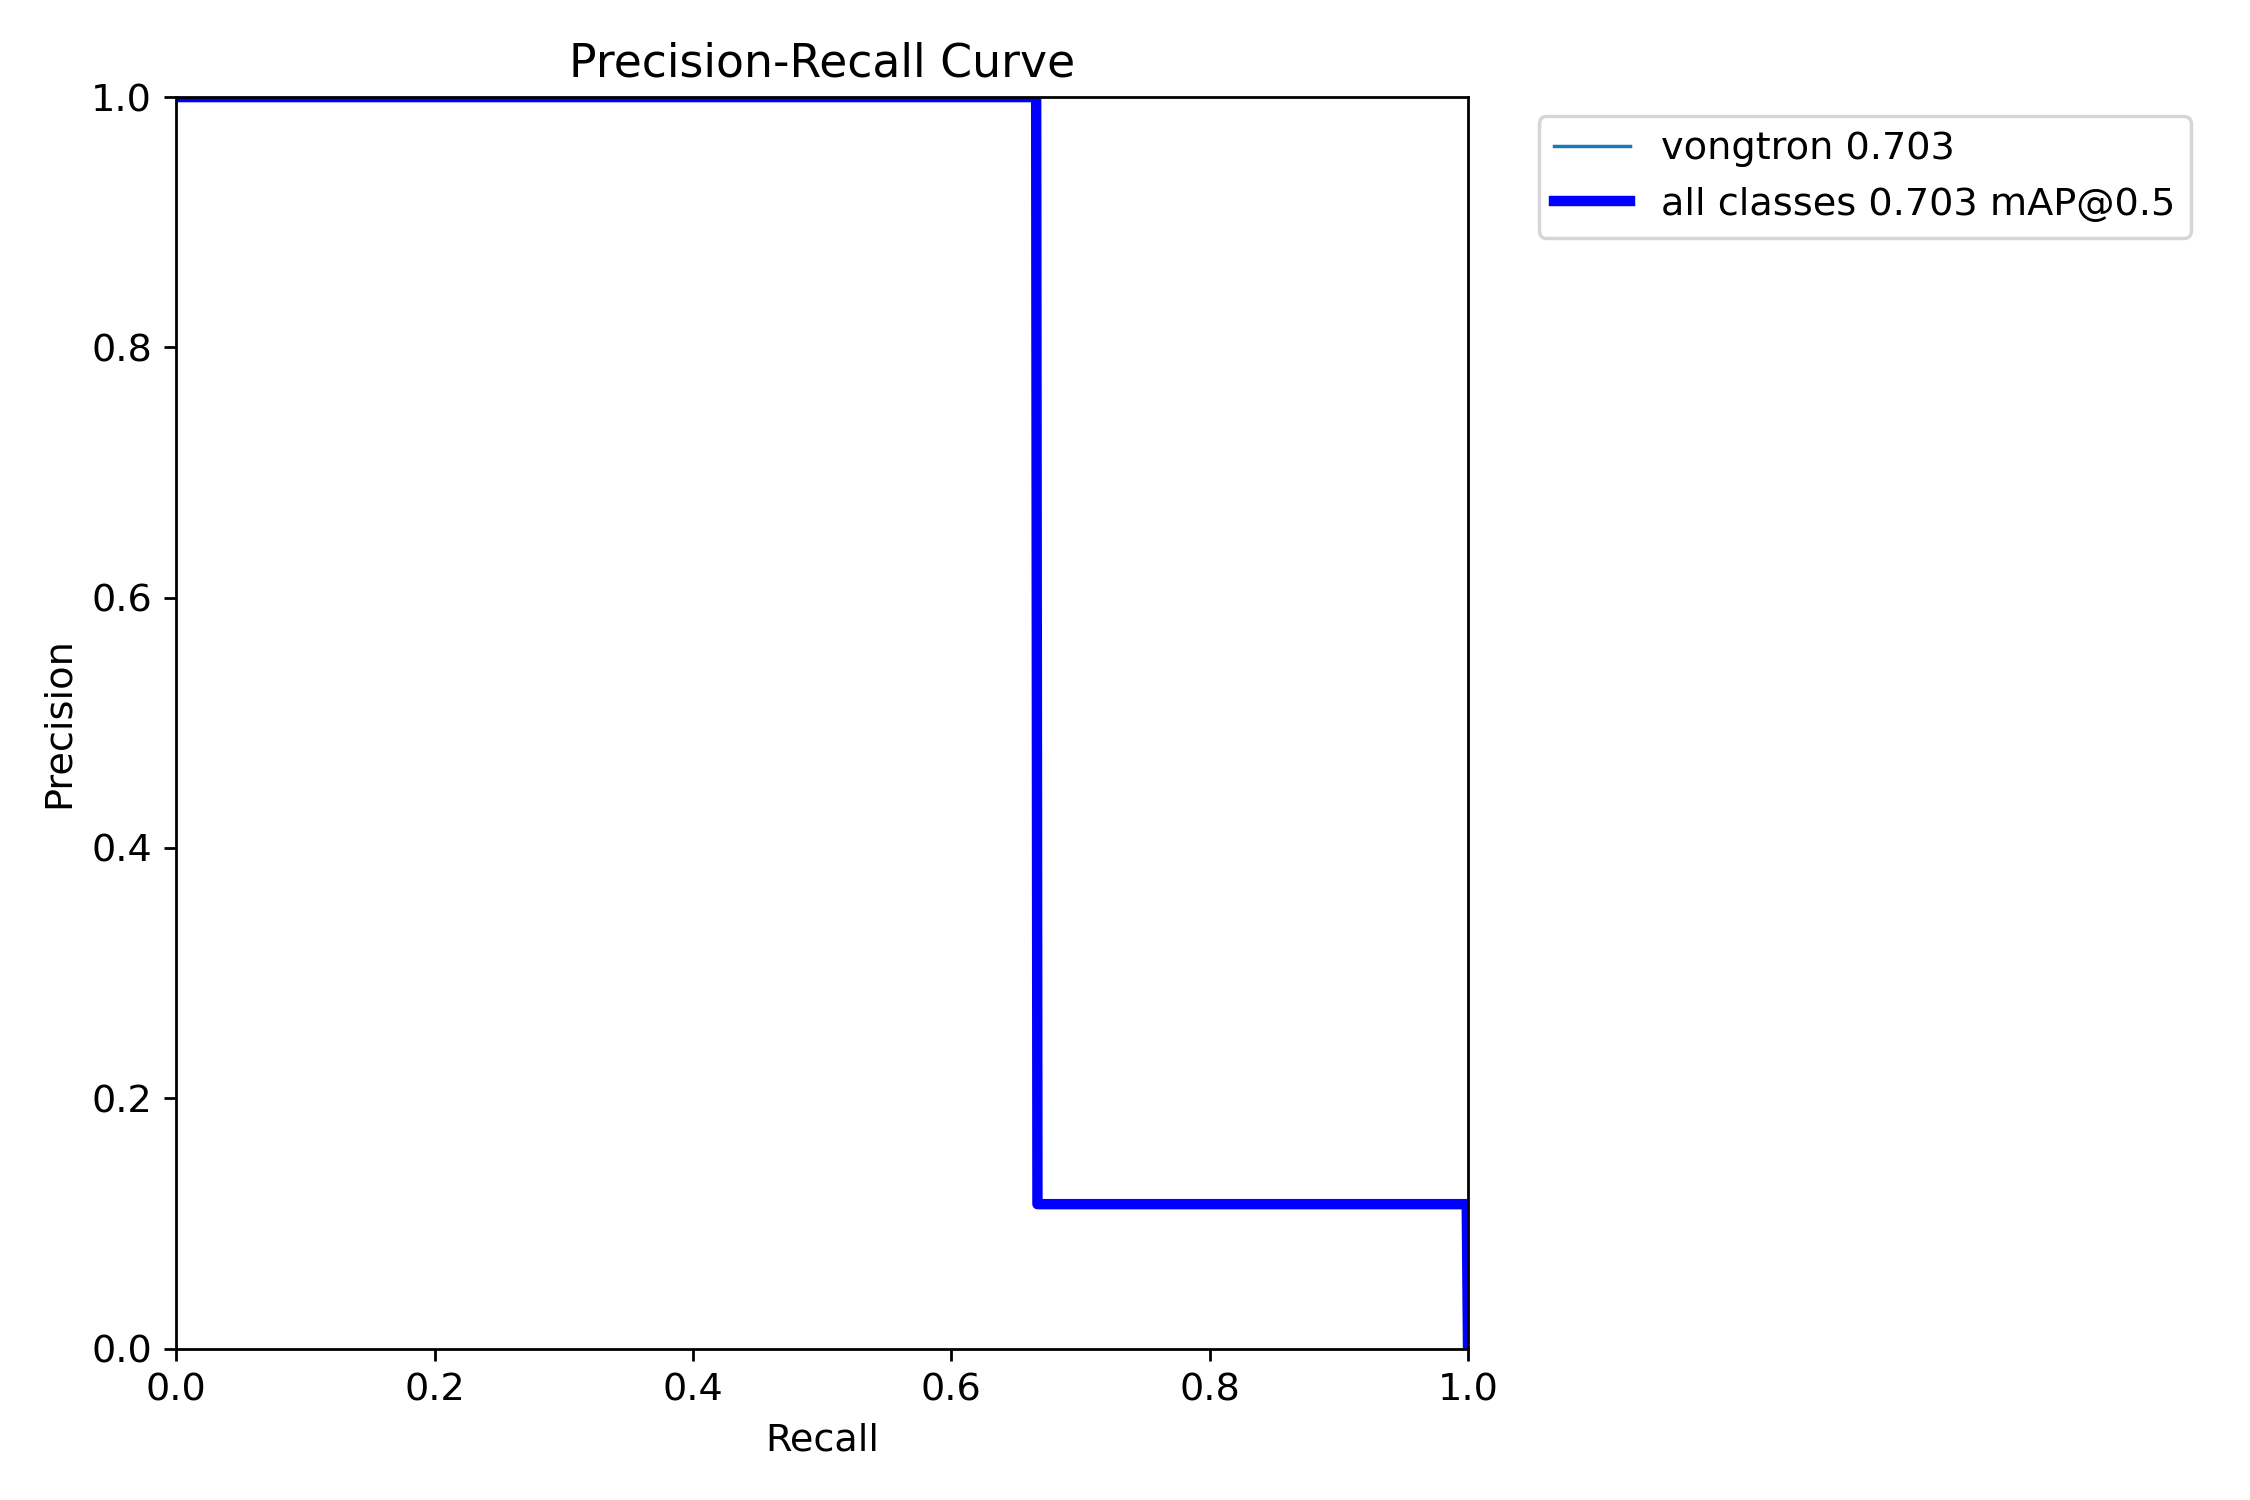 Precision-Recall Curve
1.0
0.8
0.6
0.4
0.2
0.0
Precision
0.0 0.2 0.4 0.6 0.8 1.0
Recall
vongtron 0.703
all classes 0.703 mAP@0.5